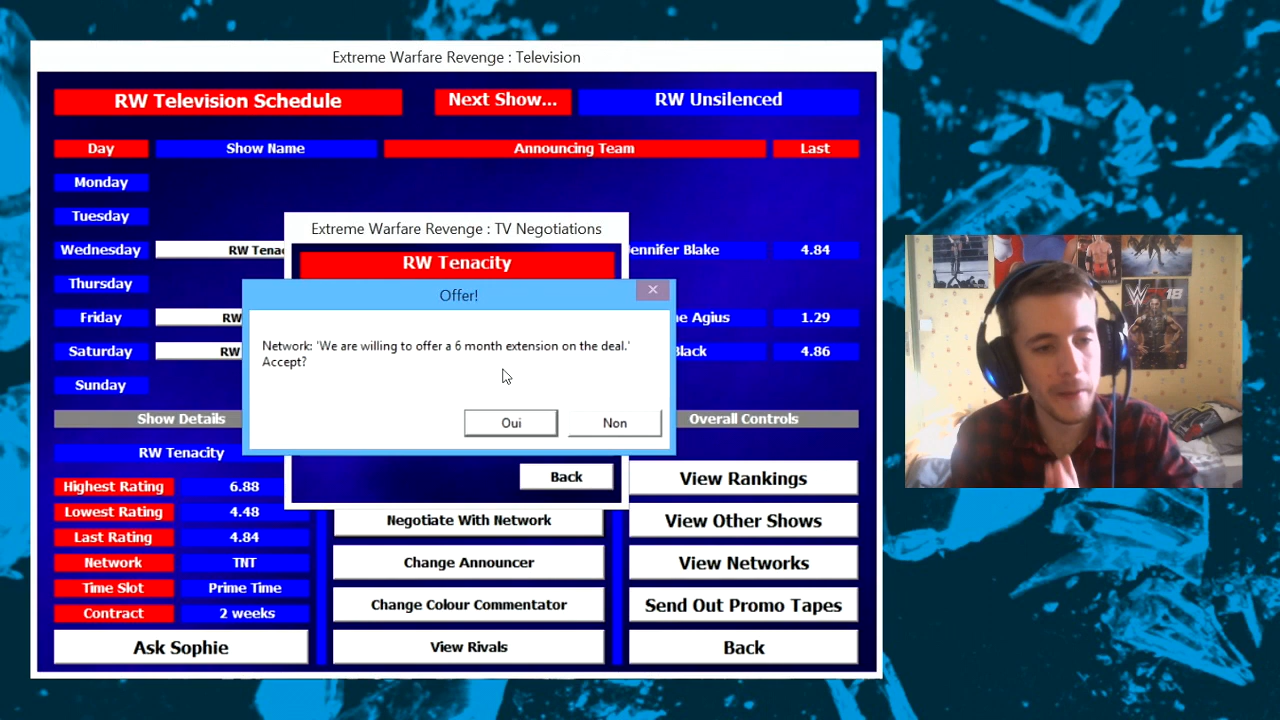 Extreme Warfare Revenge : Television
RW Television Schedule
Next Show...
RW Unsilenced
Day
Show Name
Announcing Team
Last
Monday
Tuesday
Wednesday
RW Tenac
Jennifer Blake
4.84
Thursday
Friday
RW
ne Agius
1.29
Saturday
RW
Black
4.86
Sunday
Extreme Warfare Revenge : TV Negotiations
RW Tenacity
Offer!
Network: 'We are willing to offer a 6 month extension on the deal.'
Accept?
Oui
Non
Back
Show Details
Overall Controls
RW Tenacity
Highest Rating 6.88
Lowest Rating 4.48
Last Rating 4.84
Network TNT
Time Slot Prime Time
Contract 2 weeks
Ask Sophie
Negotiate With Network
Change Announcer
Change Colour Commentator
View Rivals
View Rankings
View Other Shows
View Networks
Send Out Promo Tapes
Back
W2K18